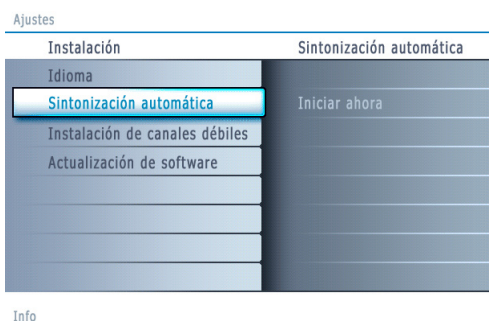 Ajustes
Instalación
Sintonización automática
Idioma
Sintonización automática
Iniciar ahora
Instalación de canales débiles
Actualización de software
Info